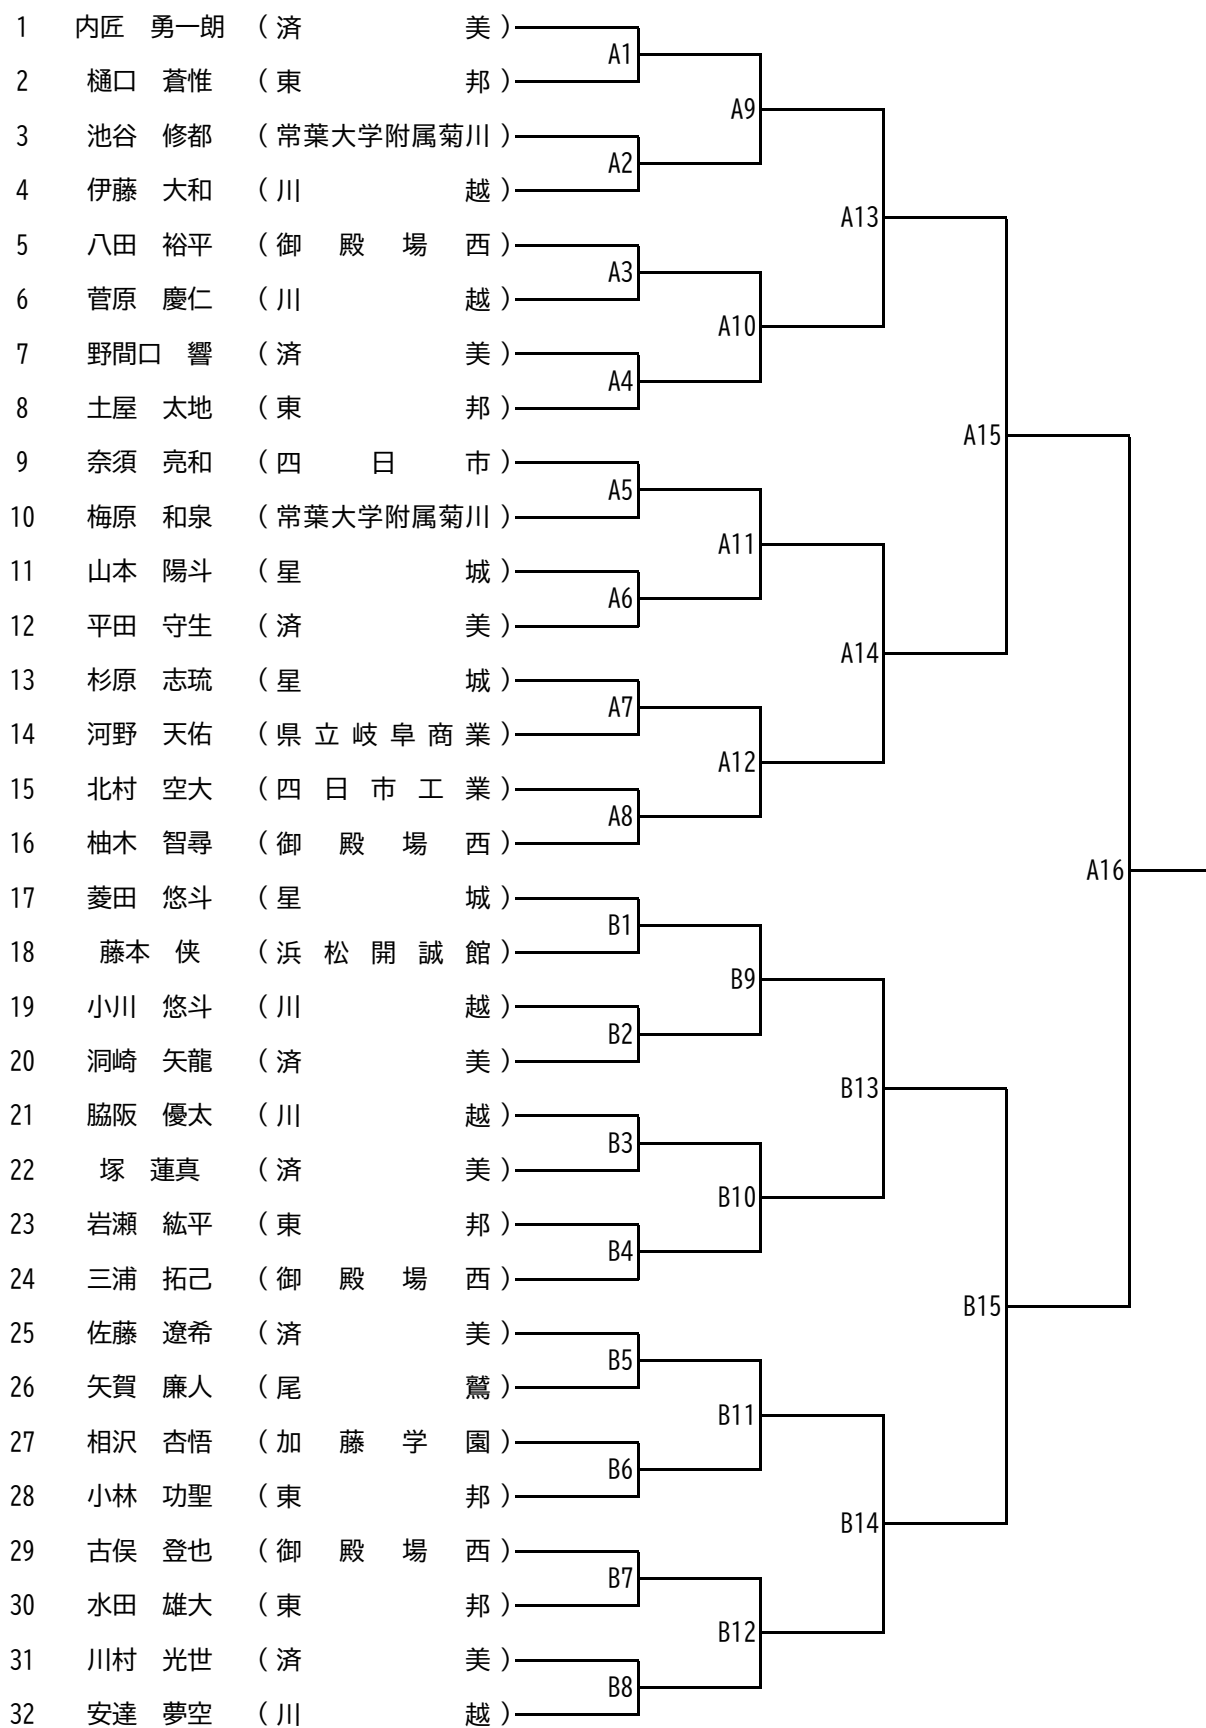 1 内匠 勇一朗 (済美)
A1
2 樋口 蒼惟 (東邦)
A9
3 池谷 修都 (常葉大学附属菊川)
A2
4 伊藤 大和 (川越)
A13
5 八田 裕平 (御殿場西)
A3
6 菅原 慶仁 (川越)
A10
7 野間口 響 (済美)
A4
8 土屋 太地 (東邦)
A15
9 奈須 亮和 (四日市)
A5
10 梅原 和泉 (常葉大学附属菊川)
A11
11 山本 陽斗 (星城)
A6
12 平田 守生 (済美)
A14
13 杉原 志琉 (星城)
A7
14 河野 天佑 (県立岐阜商業)
A12
15 北村 空大 (四日市工業)
A8
16 柚木 智尋 (御殿場西)
A16
17 菱田 悠斗 (星城)
B1
18 藤本 侠 (浜松開誠館)
B9
19 小川 悠斗 (川越)
B2
20 洞崎 矢龍 (済美)
B13
21 脇阪 優太 (川越)
B3
22 塚 蓮真 (済美)
B10
23 岩瀬 紘平 (東邦)
B4
24 三浦 拓己 (御殿場西)
B15
25 佐藤 遼希 (済美)
B5
26 矢賀 廉人 (尾鷲)
B11
27 相沢 杏悟 (加藤学園)
B6
28 小林 功聖 (東邦)
B14
29 古俣 登也 (御殿場西)
B7
30 水田 雄大 (東邦)
B12
31 川村 光世 (済美)
B8
32 安達 夢空 (川越)